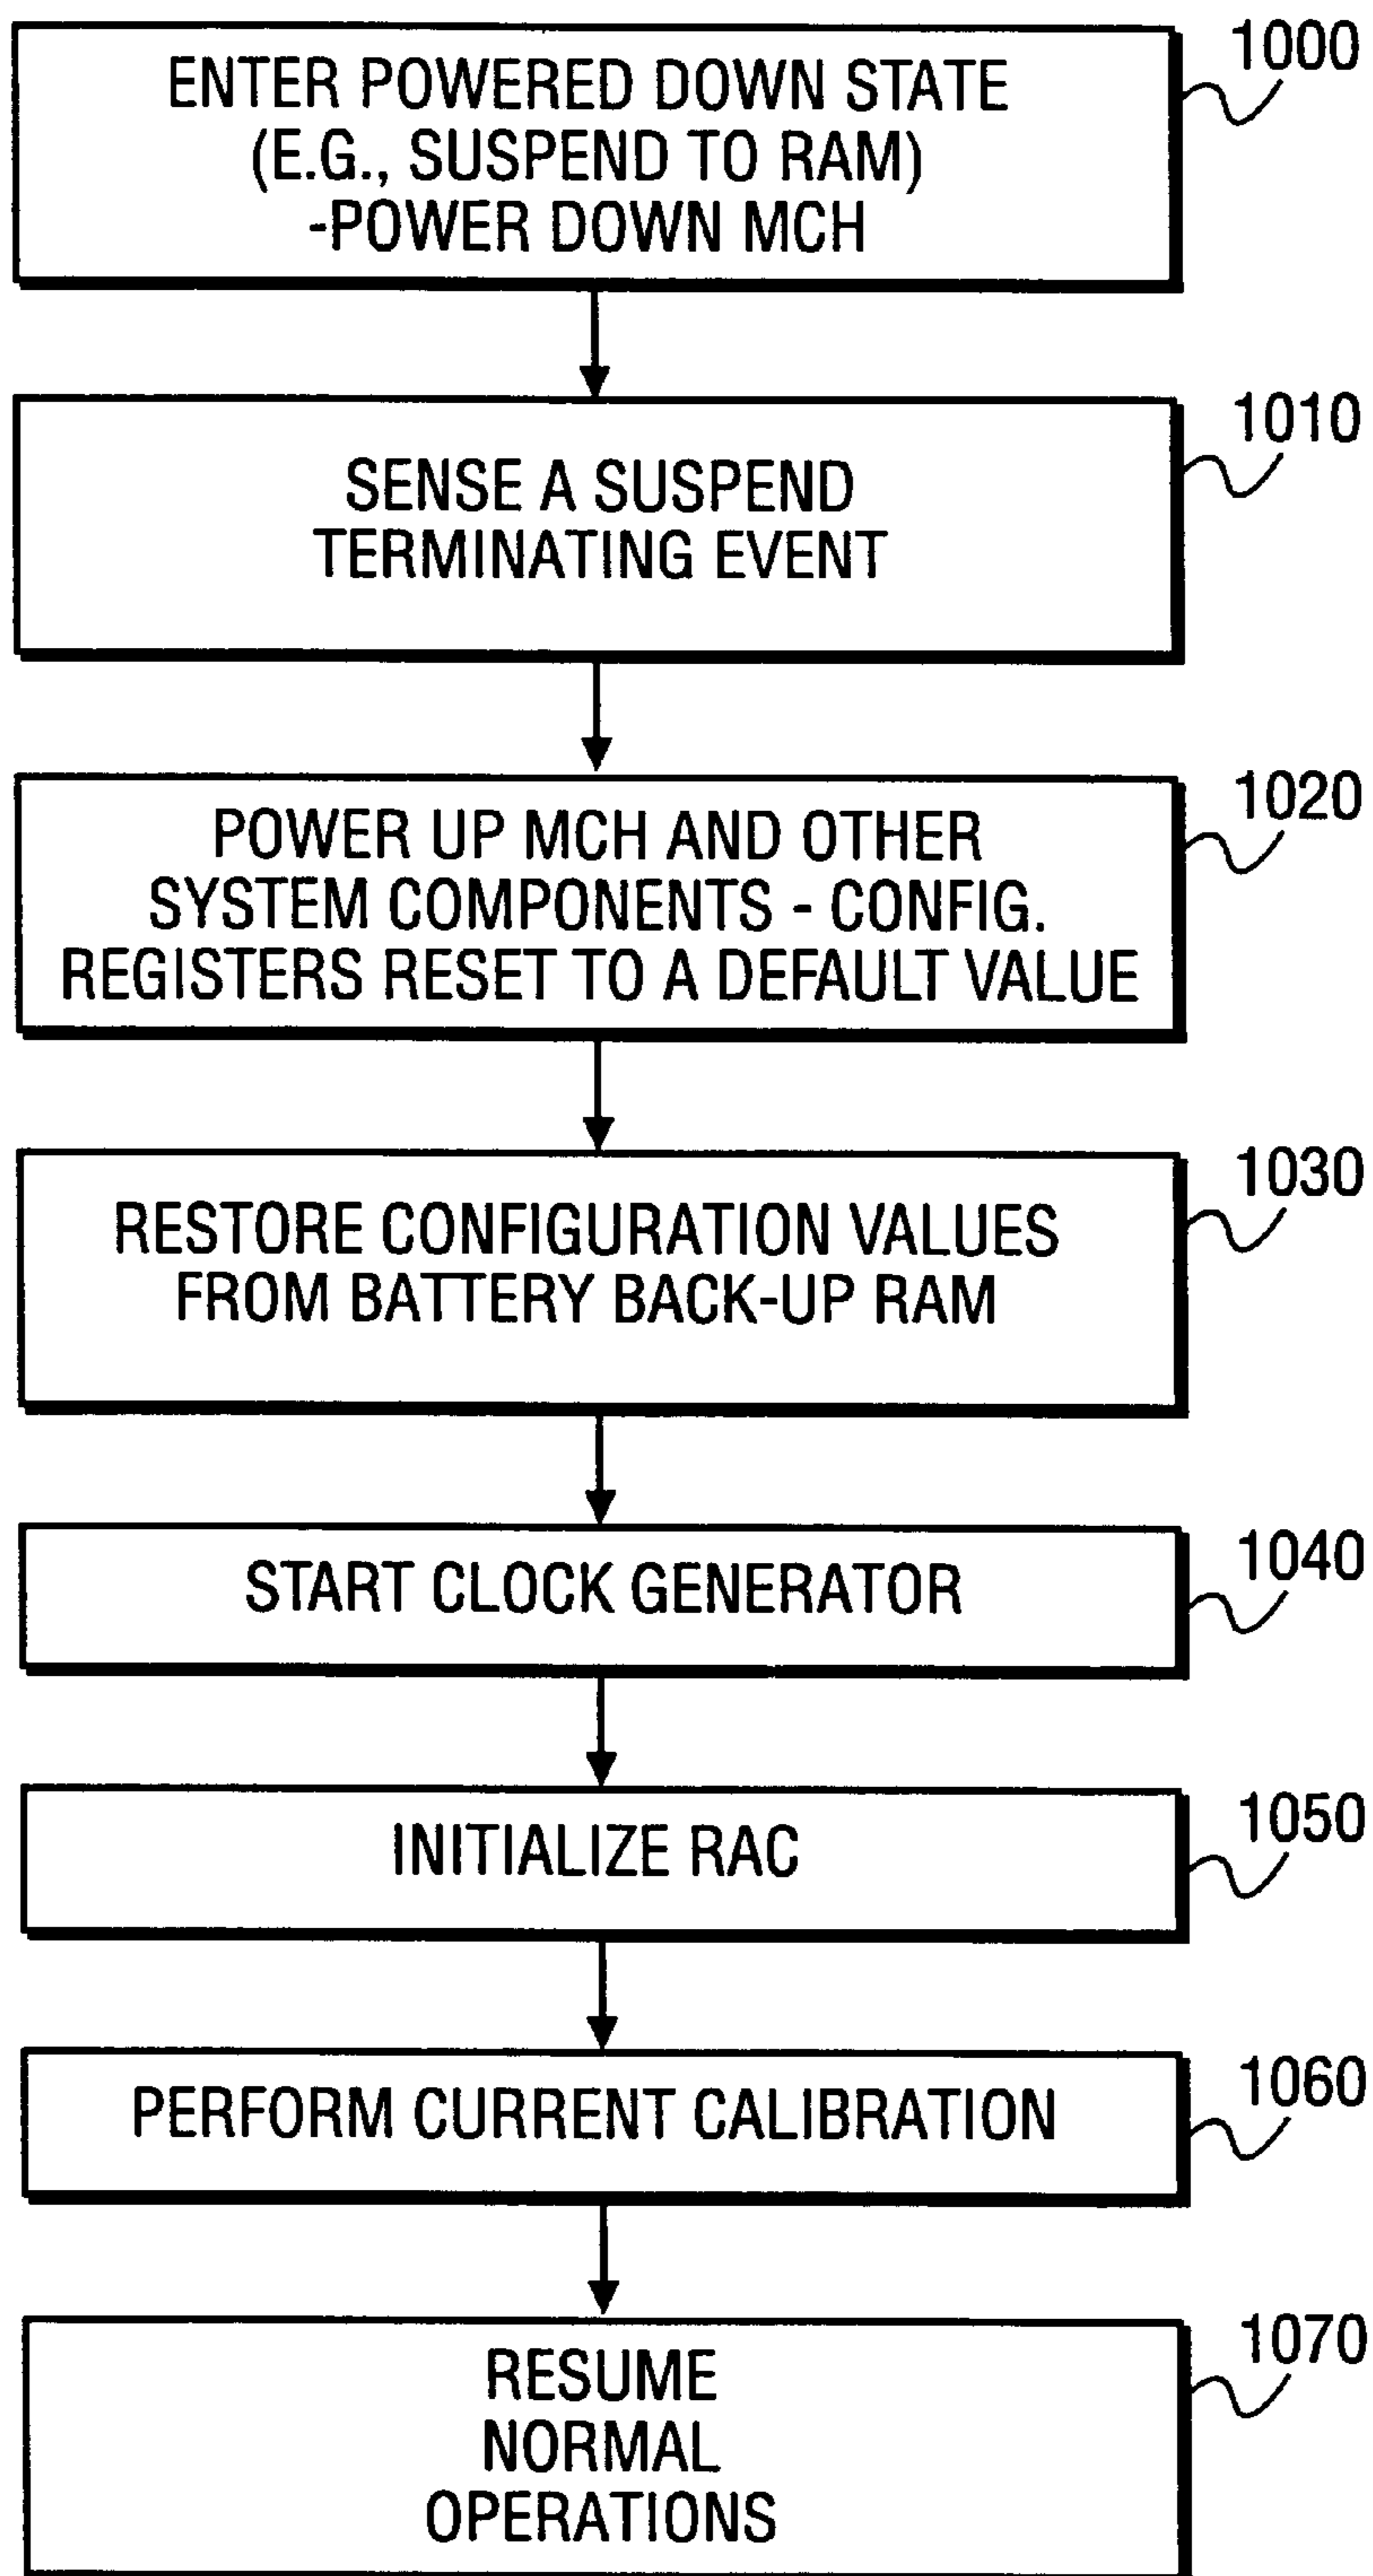 1000
ENTER POWERED DOWN STATE
(E.G., SUSPEND TO RAM)
-POWER DOWN MCH
1010
SENSE A SUSPEND
TERMINATING EVENT
1020
POWER UP MCH AND OTHER
SYSTEM COMPONENTS - CONFIG.
REGISTERS RESET TO A DEFAULT VALUE
1030
RESTORE CONFIGURATION VALUES
FROM BATTERY BACK-UP RAM
1040
START CLOCK GENERATOR
1050
INITIALIZE RAC
1060
PERFORM CURRENT CALIBRATION
1070
RESUME
NORMAL
OPERATIONS